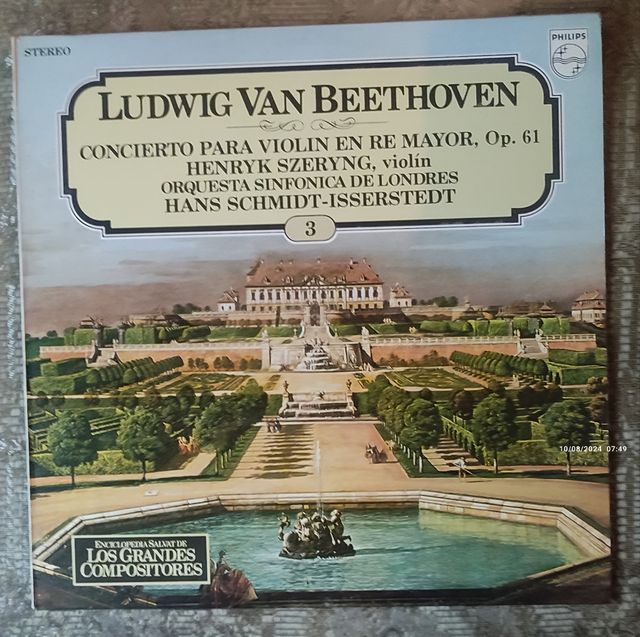 STEREO
PHILIPS
LUDWIG VAN BEETHOVEN
CONCIERTO PARA VIOLIN EN RE MAYOR, Op. 61
HENRYK SZERYNG, violín
ORQUESTA SINFONICA DE LONDRES
HANS SCHMIDT-ISSERSTEDT
3
10/08/2024 07:49
ENCICLOPEDIA SALVAT DE
LOS GRANDES
COMPOSITORES